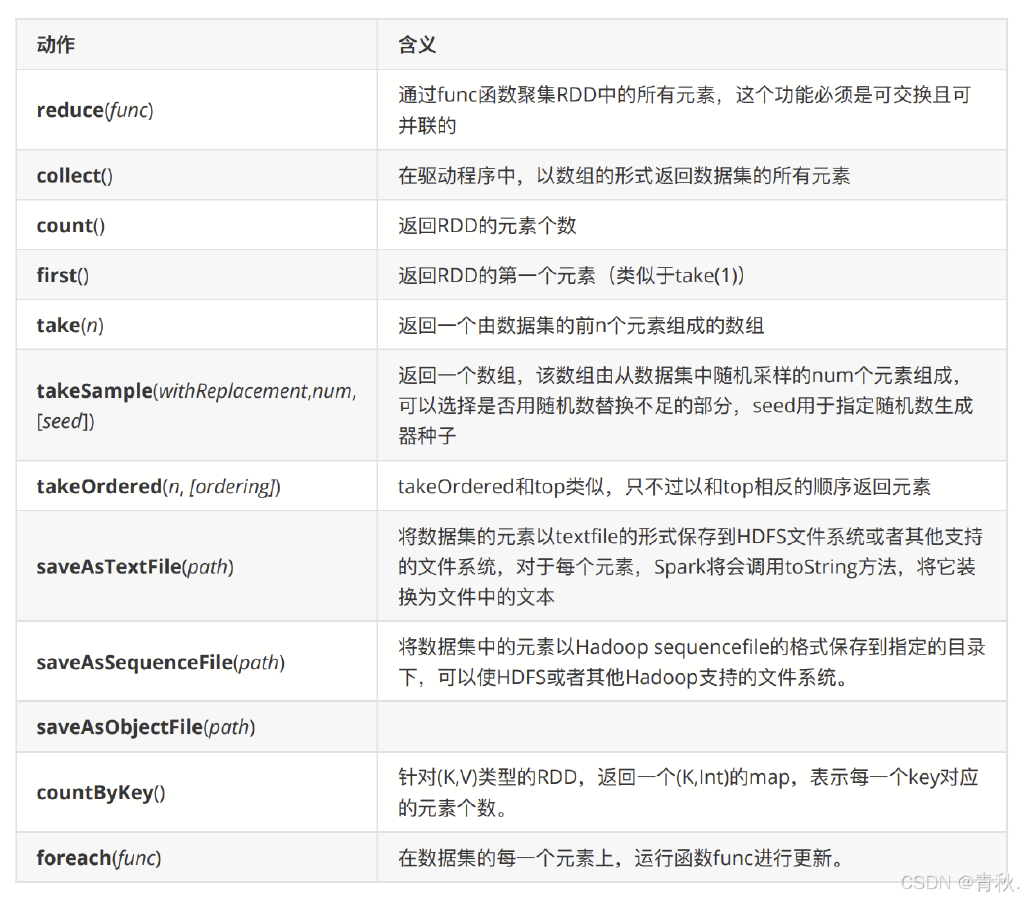 动作 含义
reduce(func) 通过func函数聚集RDD中的所有元素，这个功能必须是可交换且可
并联的
collect() 在驱动程序中，以数组的形式返回数据集的所有元素
count() 返回RDD的元素个数
first() 返回RDD的第一个元素（类似于take(1)）
take(n) 返回一个由数据集的前n个元素组成的数组
takeSample(withReplacement,num,
[seed])
返回一个数组，该数组由从数据集中随机采样的num个元素组成，
可以选择是否用随机数替换不足的部分，seed用于指定随机数生成
器种子
takeOrdered(n, [ordering]) takeOrdered和top类似，只不过以和top相反的顺序返回元素
saveAsTextFile(path) 将数据集的元素以textfile的形式保存到HDFS文件系统或者其他支持
的文件系统，对于每个元素，Spark将会调用toString方法，将它装
换为文件中的文本
saveAsSequenceFile(path) 将数据集中的元素以Hadoop sequencefile的格式保存到指定的目录
下，可以使HDFS或者其他Hadoop支持的文件系统。
saveAsObjectFile(path)
countByKey() 针对(K,V)类型的RDD，返回一个(K,Int)的map，表示每一个key对应
的元素个数。
foreach(func) 在数据集的每一个元素上，运行函数func进行更新。
CSDN @青秋.